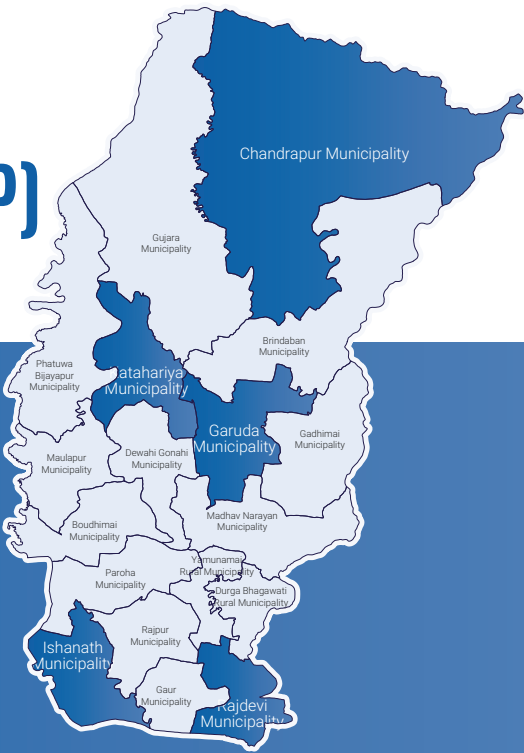 P)
Chandrapur Municipality
Gujara
Municipality
Brindaban
Municipality
Phatuwa
Bijayapur
Municipality
Katahariya
Municipality
Garuda
Municipality
Gadhimai
Municipality
Maulapur
Municipality
Dewahi Gonahi
Municipality
Madhav Narayan
Municipality
Boudhimai
Municipality
Yamunamai
Rural Municipality
Paroha
Municipality
Durga Bhagawati
Rural Municipality
Rajpur
Municipality
Ishanath
Municipality
Gaur
Municipality
Rajdevi
Municipality